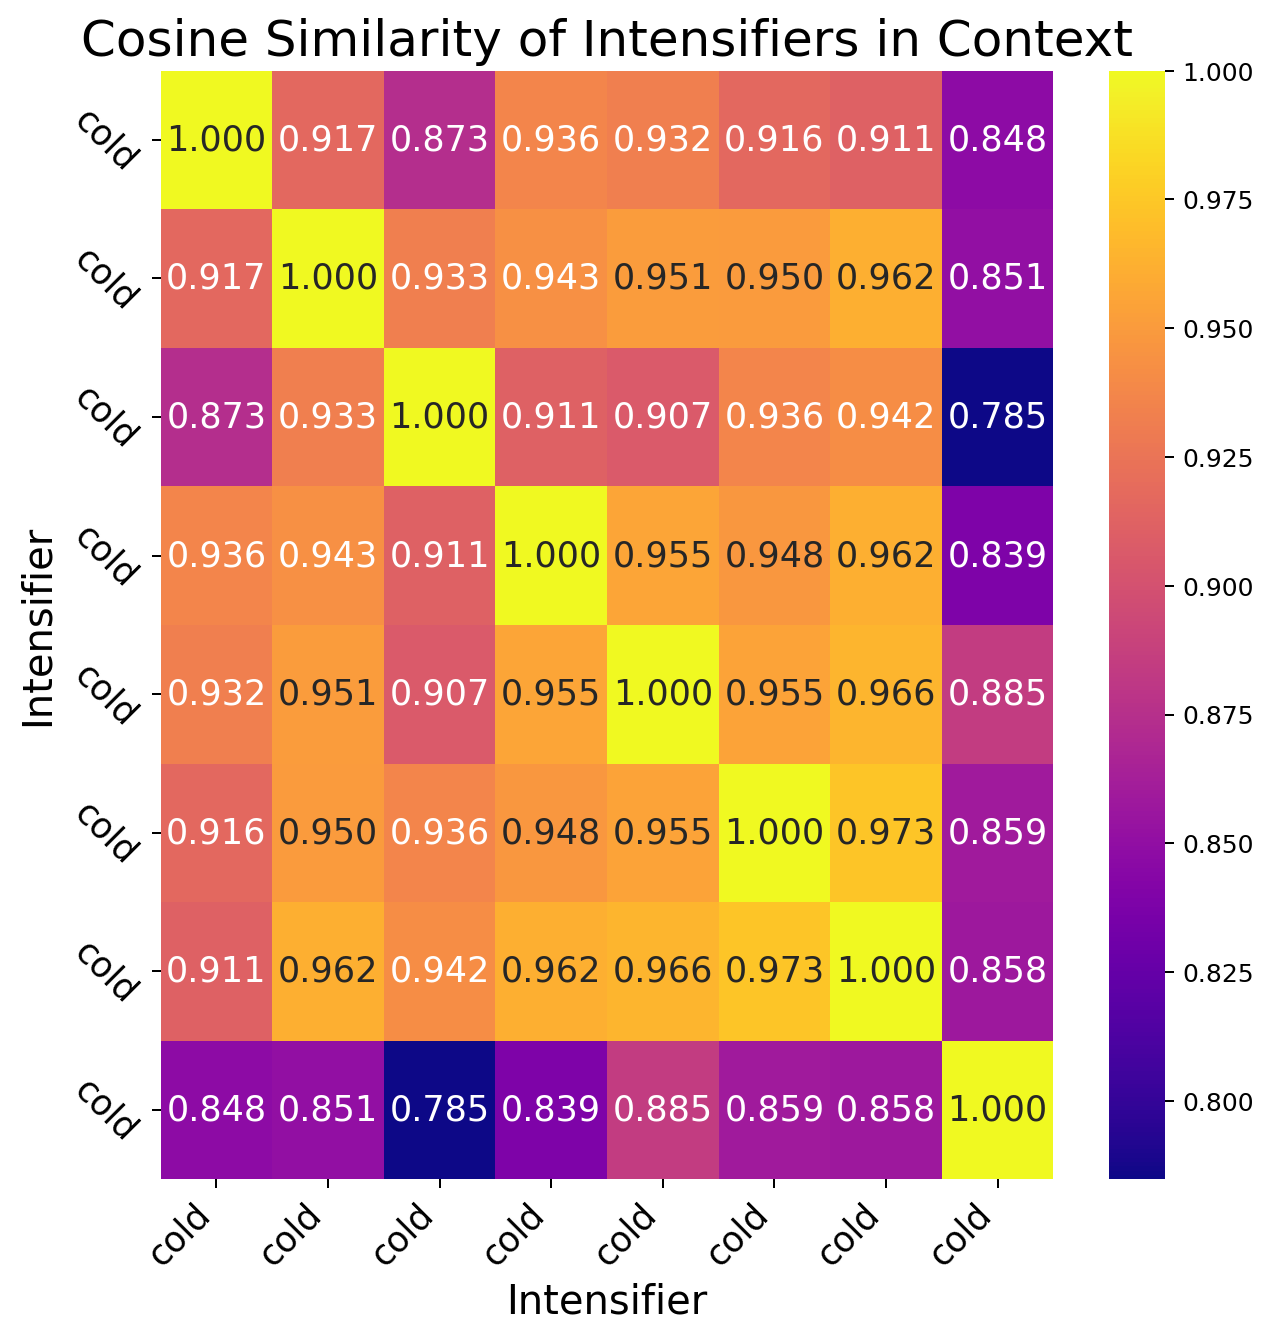 Cosine Similarity of Intensifiers in Context
cold 1.000 0.917 0.873 0.936 0.932 0.916 0.911 0.848
cold 0.917 1.000 0.933 0.943 0.951 0.950 0.962 0.851
cold 0.873 0.933 1.000 0.911 0.907 0.936 0.942 0.785
cold 0.936 0.943 0.911 1.000 0.955 0.948 0.962 0.839
cold 0.932 0.951 0.907 0.955 1.000 0.955 0.966 0.885
cold 0.916 0.950 0.936 0.948 0.955 1.000 0.973 0.859
cold 0.911 0.962 0.942 0.962 0.966 0.973 1.000 0.858
cold 0.848 0.851 0.785 0.839 0.885 0.859 0.858 1.000
cold cold cold cold cold cold cold cold
Intensifier
Intensifier
1.000
0.975
0.950
0.925
0.900
0.875
0.850
0.825
0.800